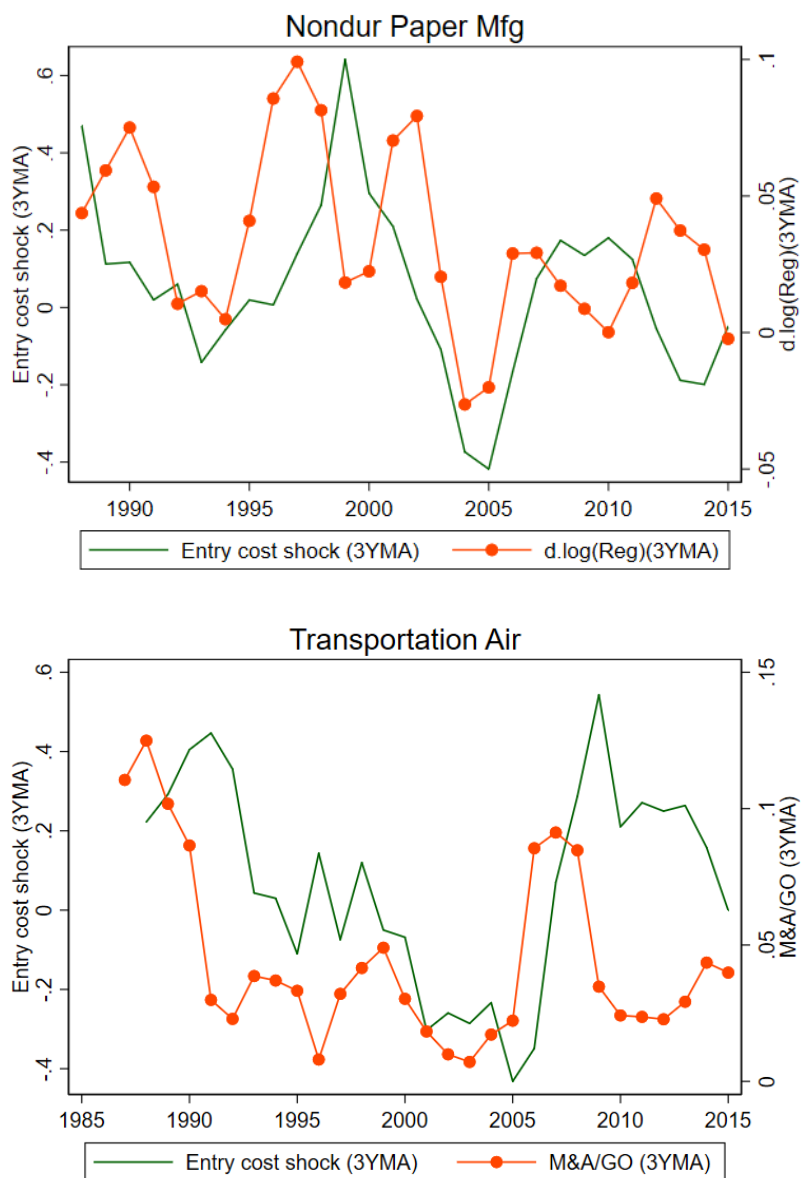 Nondur Paper Mfg
Entry cost shock (3YMA)
.6
.4
.2
0
-.2
-.4
d.log(Reg)(3YMA)
.1
.05
0
-.05
1990 1995 2000 2005 2010 2015
Entry cost shock (3YMA) d.log(Reg)(3YMA)
Transportation Air
Entry cost shock (3YMA)
.6
.4
.2
0
-.2
-.4
M&A/GO (3YMA)
.15
.1
.05
0
1985 1990 1995 2000 2005 2010 2015
Entry cost shock (3YMA) M&A/GO (3YMA)